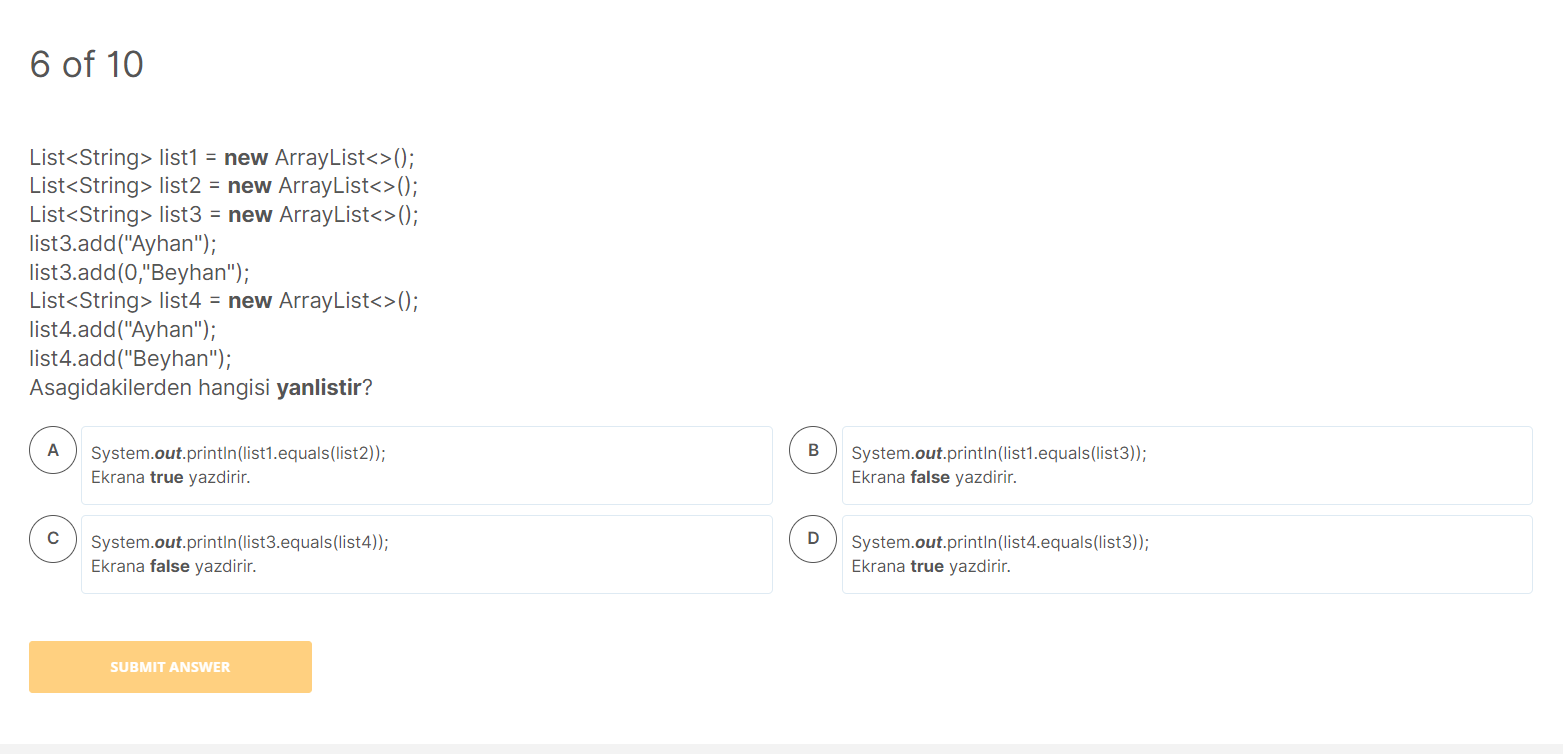 6 of 10
List<String> list1 = new ArrayList<>();
List<String> list2 = new ArrayList<>();
List<String> list3 = new ArrayList<>();
list3.add("Ayhan");
list3.add(0,"Beyhan");
List<String> list4 = new ArrayList<>();
list4.add("Ayhan");
list4.add("Beyhan");
Asagidakilerden hangisi yanlistir?
A
System.out.println(list1.equals(list2));
Ekrana true yazdirir.
B
System.out.println(list1.equals(list3));
Ekrana false yazdirir.
C
System.out.println(list3.equals(list4));
Ekrana false yazdirir.
D
System.out.println(list4.equals(list3));
Ekrana true yazdirir.
SUBMIT ANSWER